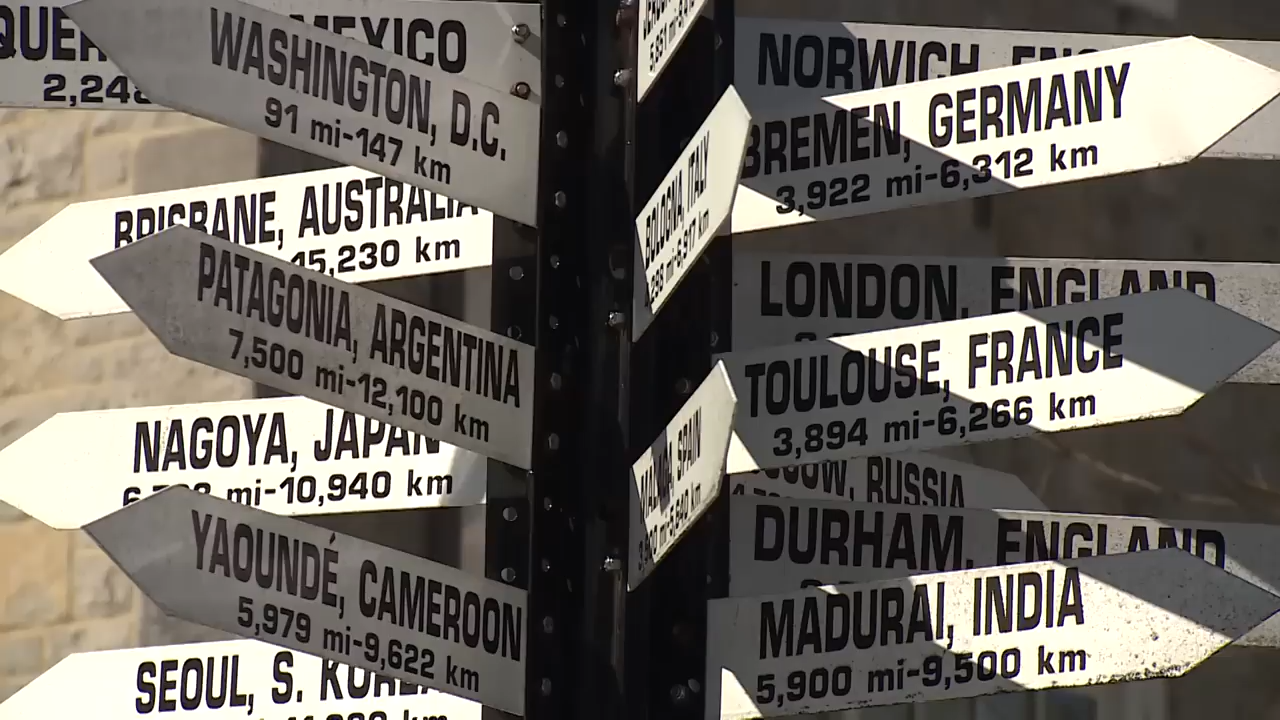 MEXICO
WASHINGTON, D.C.
91 mi-147 km
BRISBANE, AUSTRALIA
15,230 km
PATAGONIA, ARGENTINA
7,500 mi-12,100 km
NAGOYA, JAPAN
mi-10,940 km
YAOUNDÉ, CAMEROON
5,979 mi-9,622 km
SEOUL, S.
km
BOLOGNA, ITALY
SPAIN
NORWICH,
BREMEN, GERMANY
3,922 mi-6,312 km
LONDON, ENGLAND
TOULOUSE, FRANCE
3,894 mi-6,266 km
RUSSIA
DURHAM, ENGLAND
MADURAI, INDIA
5,900 mi-9,500 km